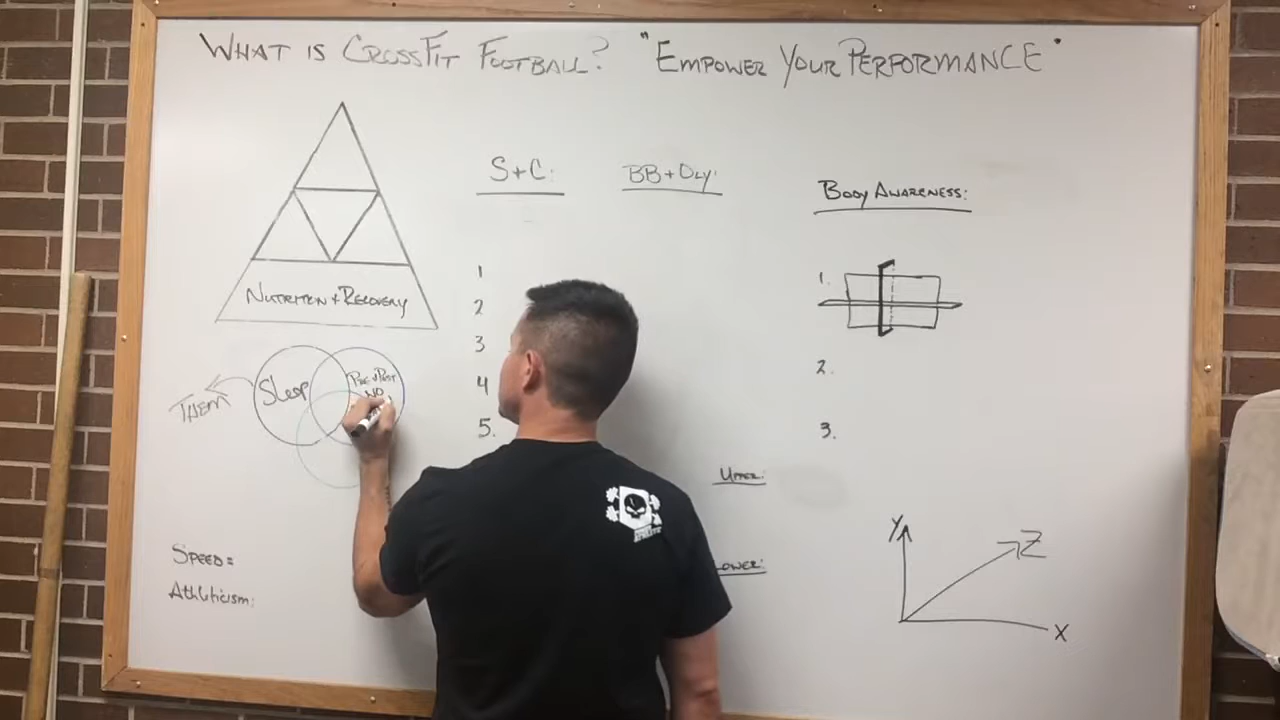 WHAT IS CROSSFIT FOOTBALL? "EMPOWER YOUR PERFORMANCE"
S+C:
BB+OLY:
BODY AWARENESS:
NUTRITION + RECOVERY
1
2
3
4
5.
1.
2.
3.
THEM
SLEEP
PRE + POST
WO
UPPER:
LOWER:
SPEED=
Athleticism:
Y
Z
X